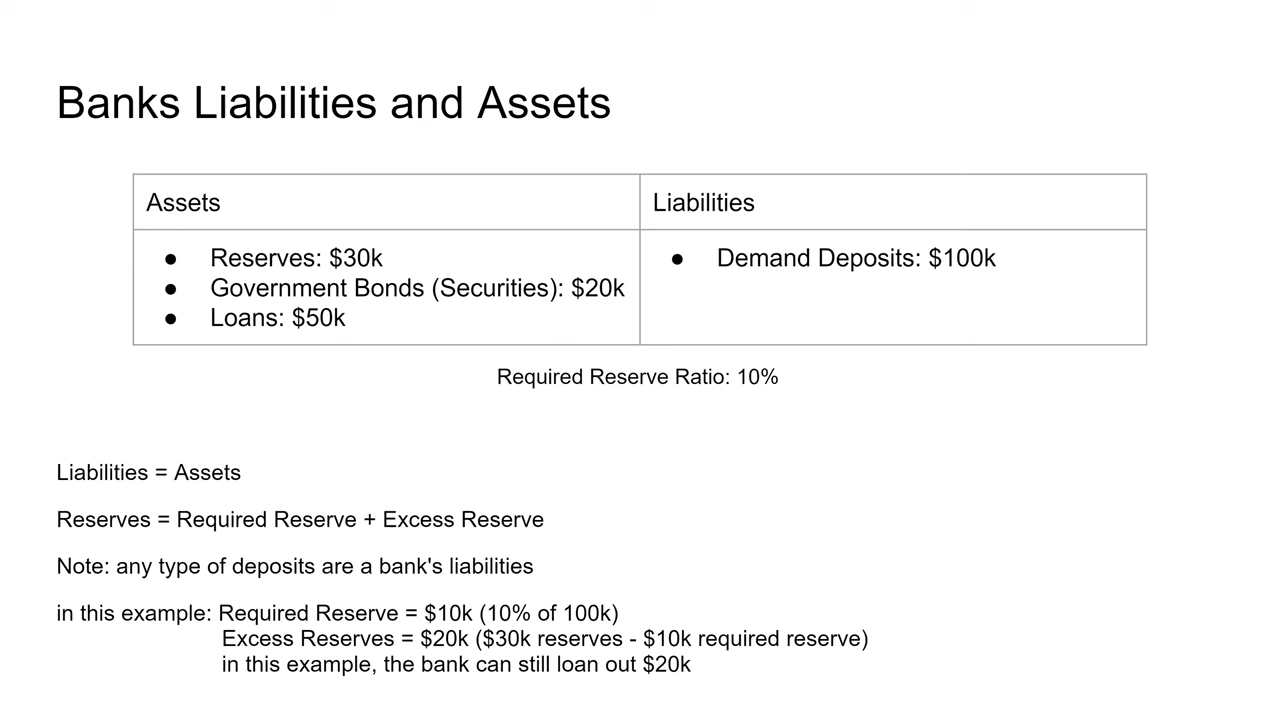 Banks Liabilities and Assets
Assets
Liabilities
● Reserves: $30k
● Government Bonds (Securities): $20k
● Loans: $50k
● Demand Deposits: $100k
Required Reserve Ratio: 10%
Liabilities = Assets
Reserves = Required Reserve + Excess Reserve
Note: any type of deposits are a bank's liabilities
in this example: Required Reserve = $10k (10% of 100k)
Excess Reserves = $20k ($30k reserves - $10k required reserve)
in this example, the bank can still loan out $20k